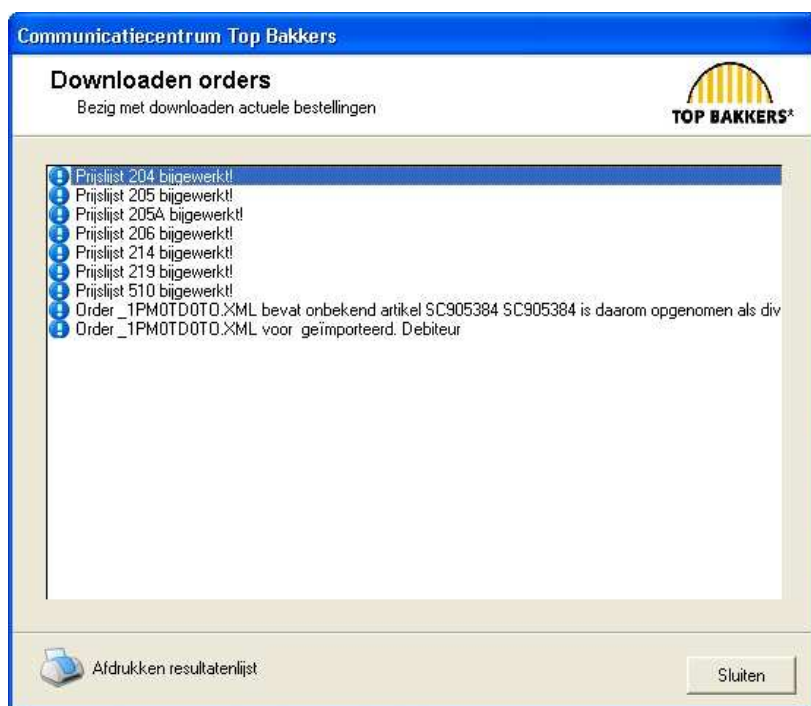 Communicatiecentrum Top Bakkers
Downloaden orders
Bezig met downloaden actuele bestellingen
TOP BAKKERS*
Prijslijst 204 bijgewerkt!
Prijslijst 205 bijgewerkt!
Prijslijst 205A bijgewerkt!
Prijslijst 206 bijgewerkt!
Prijslijst 214 bijgewerkt!
Prijslijst 219 bijgewerkt!
Prijslijst 510 bijgewerkt!
Order _1PM0TD0TO.XML bevat onbekend artikel SC905384 SC905384 is daarom opgenomen als div
Order _1PM0TD0TO.XML voor geïmporteerd. Debiteur
Afdrukken resultatenlijst
Sluiten